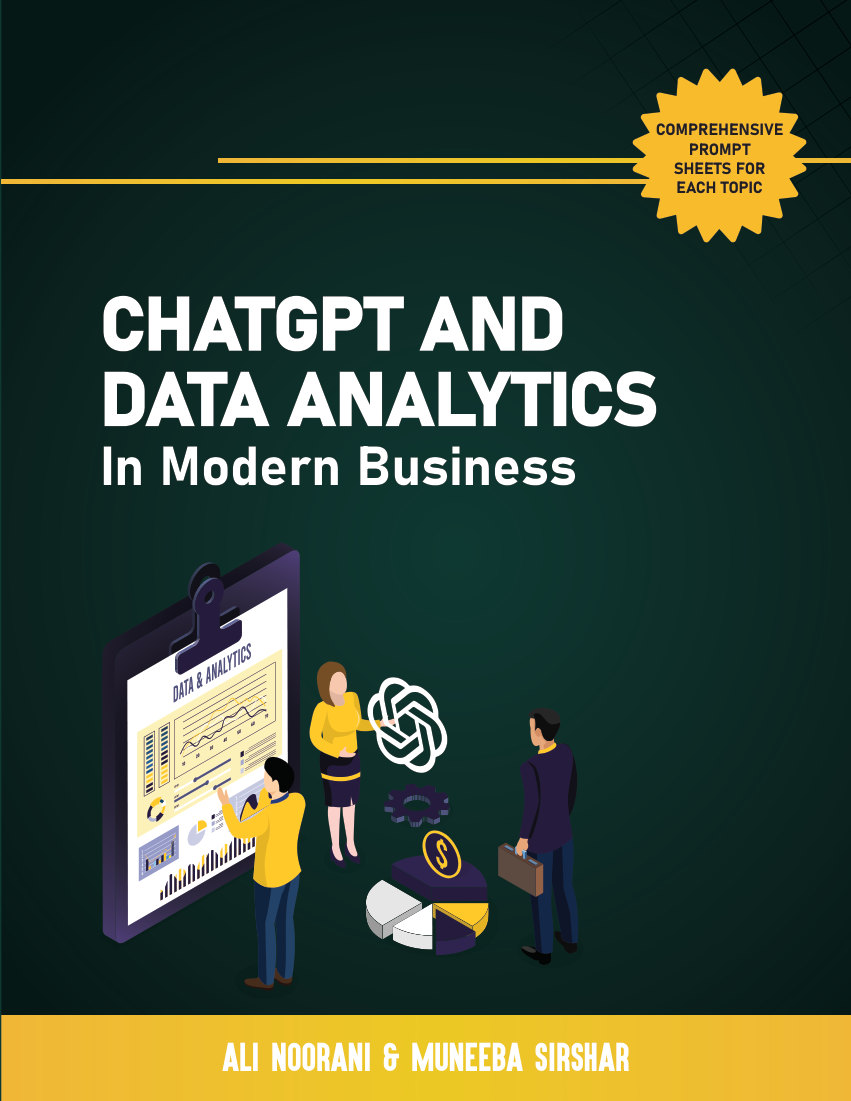 COMPREHENSIVE
PROMPT
SHEETS FOR
EACH TOPIC
CHATGPT AND
DATA ANALYTICS
In Modern Business
DATA & ANALYTICS
$
ALI NOORANI & MUNEEBA SIRSHAR